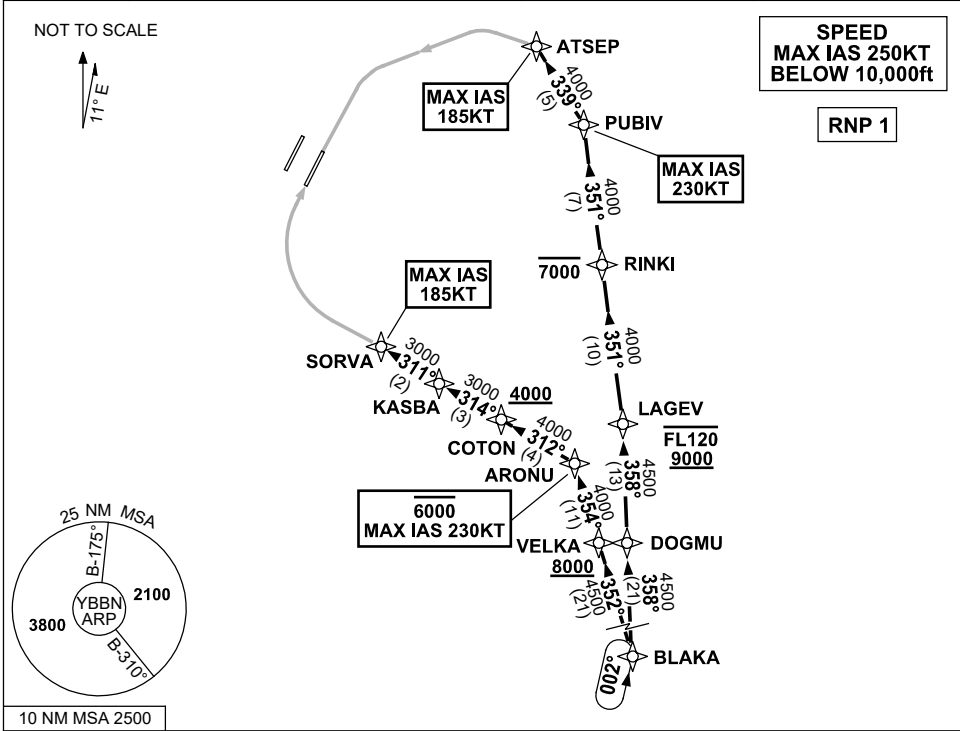 NOT TO SCALE
11° E
SPEED
MAX IAS 250KT
BELOW 10,000ft
RNP 1
ATSEP
MAX IAS
185KT
4000
339°
(5)
PUBIV
MAX IAS
230KT
4000
351°
(7)
7000
RINKI
MAX IAS
185KT
4000
351°
(10)
SORVA
3000
311°
(2)
KASBA
3000
314°
(3)
4000
COTON
4000
312°
(4)
ARONU
LAGEV
FL120
9000
6000
MAX IAS 230KT
4000
354°
(11)
4500
358°
(13)
VELKA
8000
DOGMU
4500
352°
(21)
4500
358°
(21)
BLAKA
002°
25 NM MSA
B-175°
YBBN
ARP
2100
3800
B-310°
10 NM MSA 2500